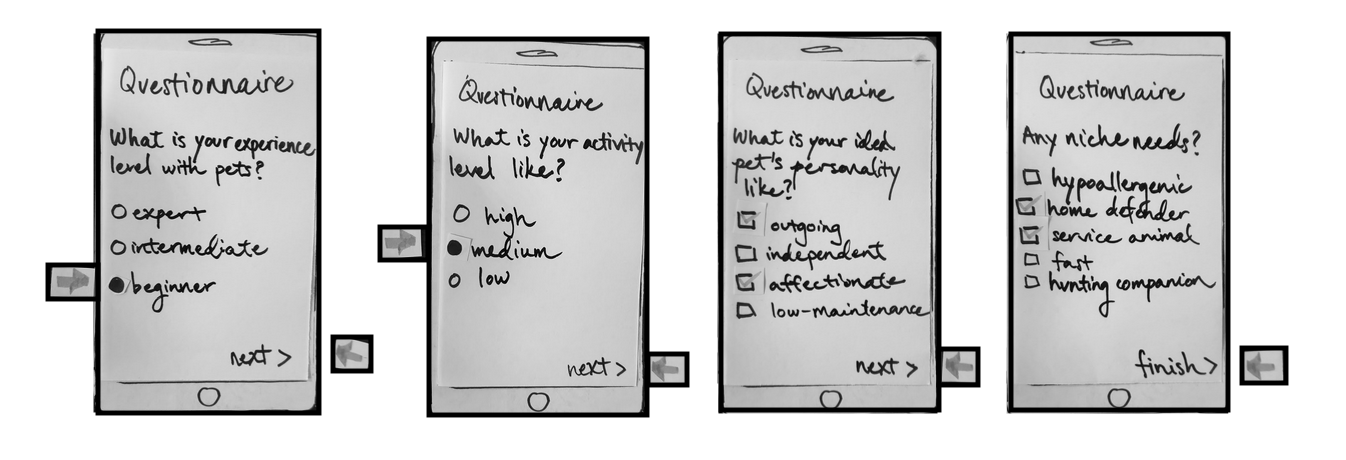 Questionnaire
What is your experience
level with pets?
expert
intermediate
beginner
next >
Questionnaire
What is your activity
level like?
high
medium
low
next >
Questionnaire
What is your ideal
pet's personality
like?
outgoing
independent
affectionate
low-maintenance
next >
Questionnaire
Any niche needs?
hypoallergenic
home defender
service animal
fast
hunting companion
finish >